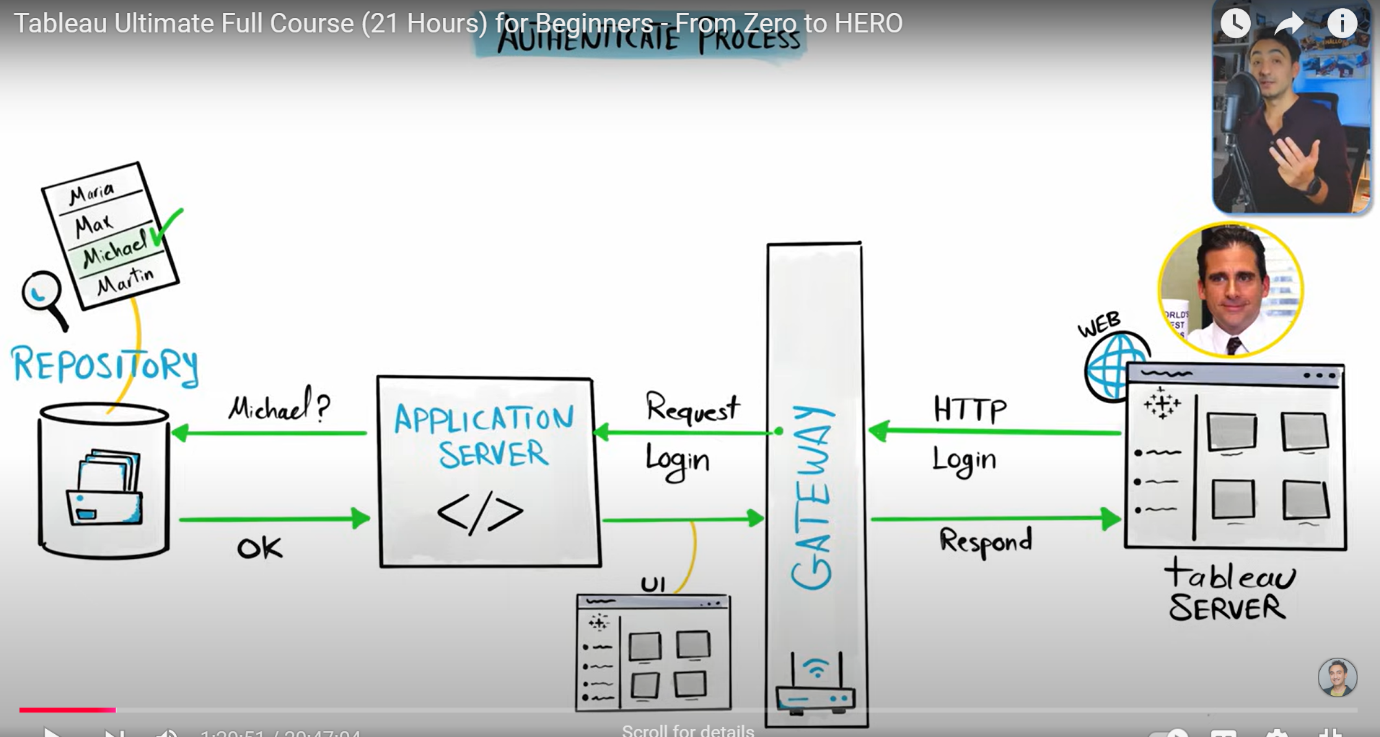 Tableau Ultimate Full Course (21 Hours) for Beginners - From Zero to HERO
AUTHENTICATE PROCESS
Maria
Max
Michael
Martin
REPOSITORY
Michael?
OK
APPLICATION
SERVER
</>
UI
Request
Login
GATEWAY
HTTP
Login
Respond
WEB
tableau
SERVER
Scroll for details